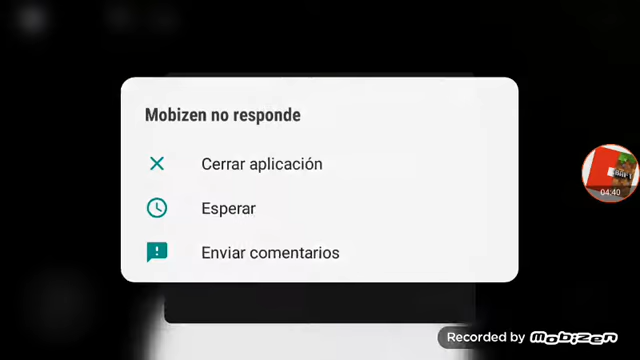 Mobizen no responde
Cerrar aplicación
04:40
Esperar
Enviar comentarios
Recorded by Mobizen